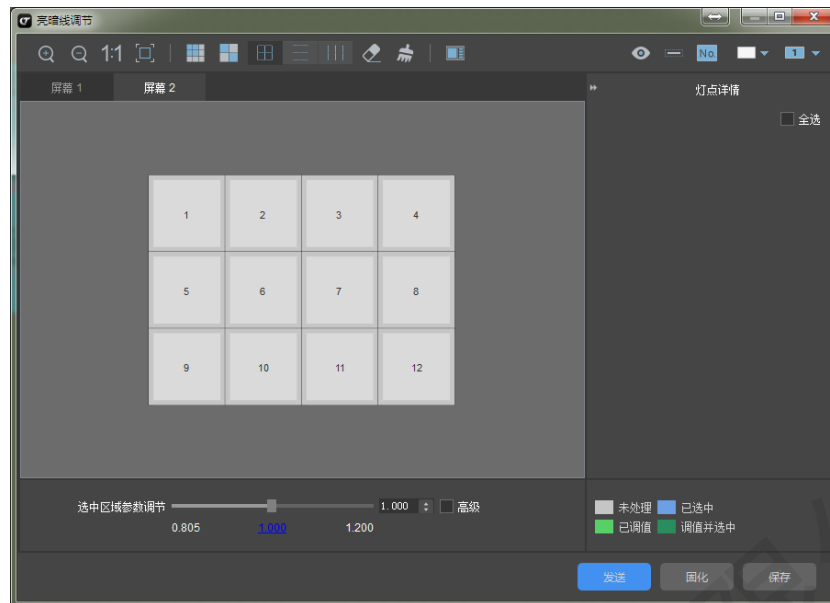 亮暗线调节
1:1
No.
1
屏幕 1
屏幕 2
灯点详情
全选
1 2 3 4
5 6 7 8
9 10 11 12
选中区域参数调节
1.000
高级
0.805
1.000
1.200
未处理
已选中
已调值
调值并选中
发送
固化
保存